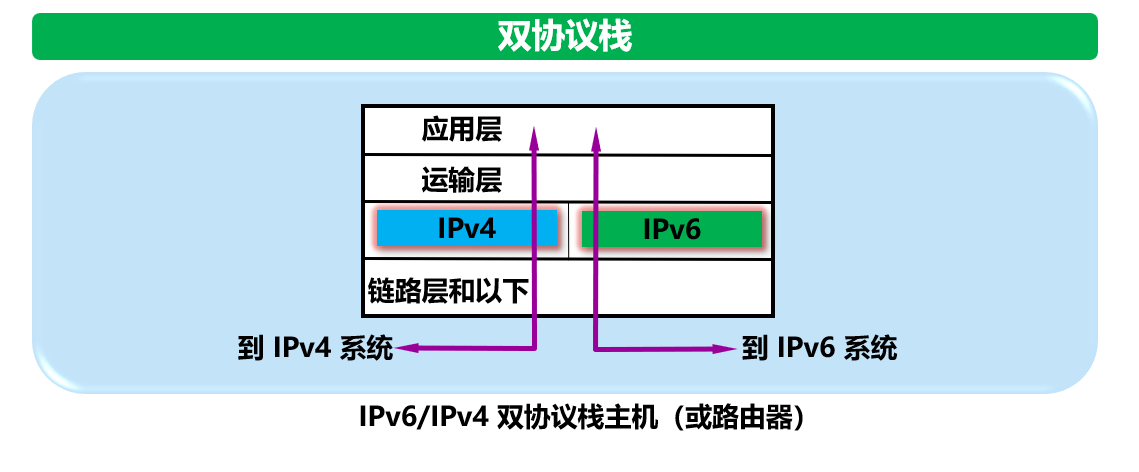 双协议栈
应用层
运输层
IPv4 IPv6
链路层和以下
到 IPv4 系统 到 IPv6 系统
IPv6/IPv4 双协议栈主机（或路由器）